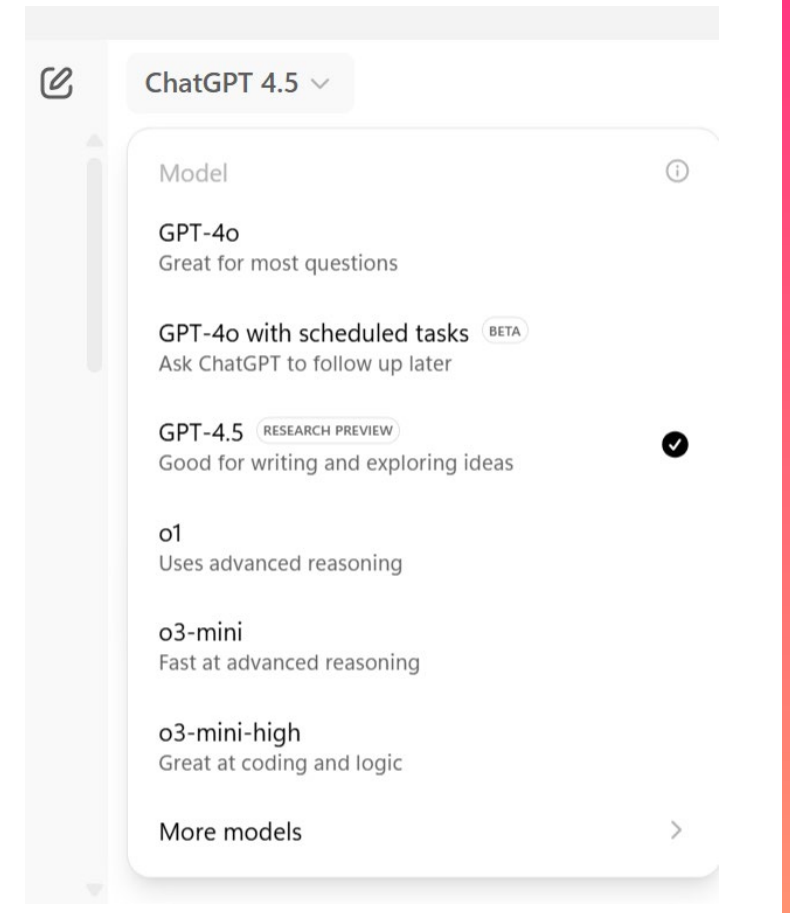 ChatGPT 4.5
Model
GPT-4o
Great for most questions
GPT-4o with scheduled tasks BETA
Ask ChatGPT to follow up later
GPT-4.5 RESEARCH PREVIEW
Good for writing and exploring ideas
o1
Uses advanced reasoning
o3-mini
Fast at advanced reasoning
o3-mini-high
Great at coding and logic
More models